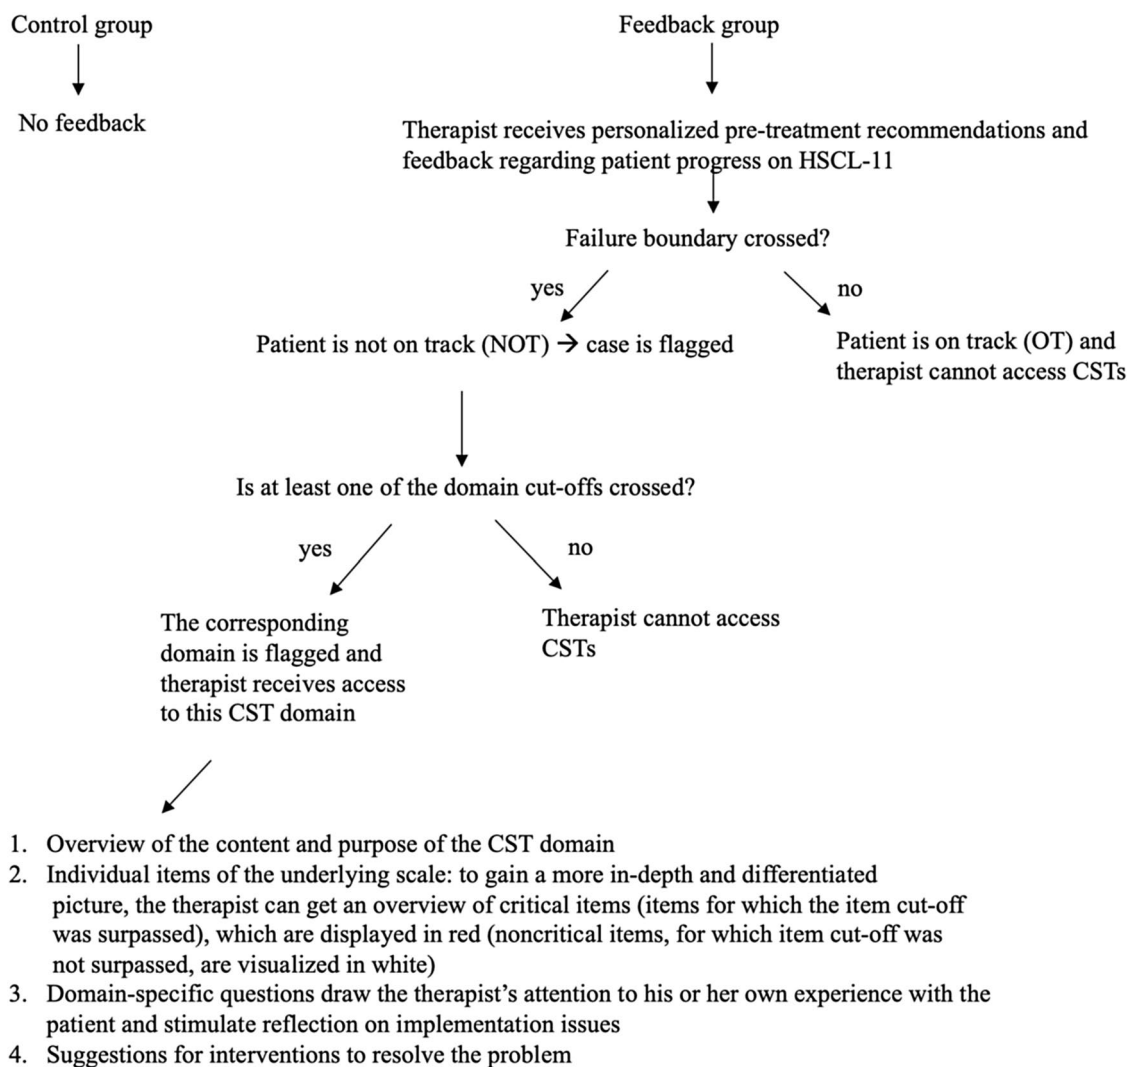 Control group
Feedback group
No feedback
Therapist receives personalized pre-treatment recommendations and
feedback regarding patient progress on HSCL-11
Failure boundary crossed?
yes
no
Patient is not on track (NOT) → case is flagged
Patient is on track (OT) and
therapist cannot access CSTs
Is at least one of the domain cut-offs crossed?
yes
no
The corresponding
domain is flagged and
therapist receives access
to this CST domain
Therapist cannot access
CSTs
1. Overview of the content and purpose of the CST domain
2. Individual items of the underlying scale: to gain a more in-depth and differentiated
picture, the therapist can get an overview of critical items (items for which the item cut-off
was surpassed), which are displayed in red (noncritical items, for which item cut-off was
not surpassed, are visualized in white)
3. Domain-specific questions draw the therapist's attention to his or her own experience with the
patient and stimulate reflection on implementation issues
4. Suggestions for interventions to resolve the problem